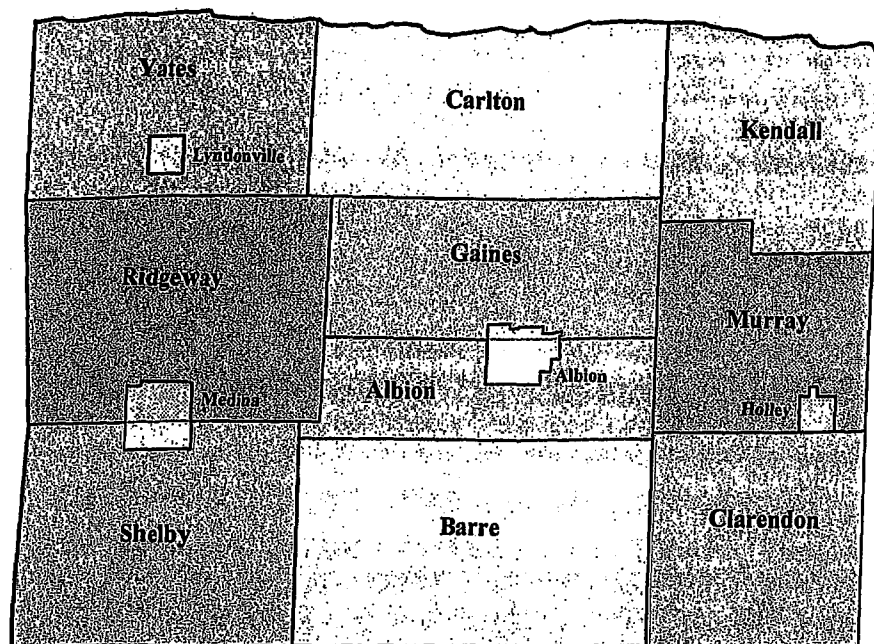 Yates
Carlton
Kendall
Lyndonville
Ridgeway
Gaines
Murray
Medina
Albion
Albion
Holley
Shelby
Barre
Clarendon